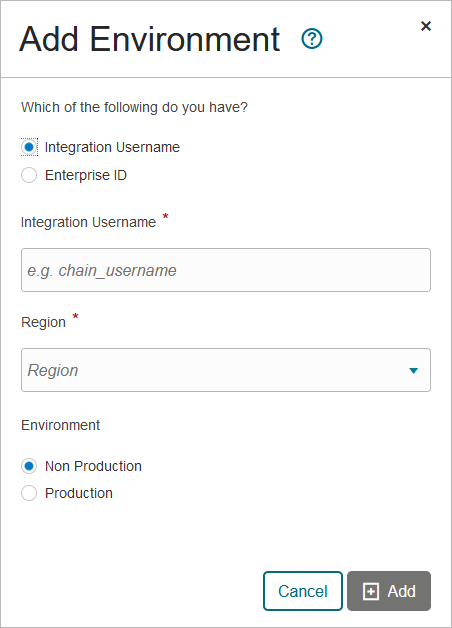 Add Environment ?
×
Which of the following do you have?
Integration Username
Enterprise ID
Integration Username *
e.g. chain_username
Region *
Region
Environment
Non Production
Production
Cancel
Add